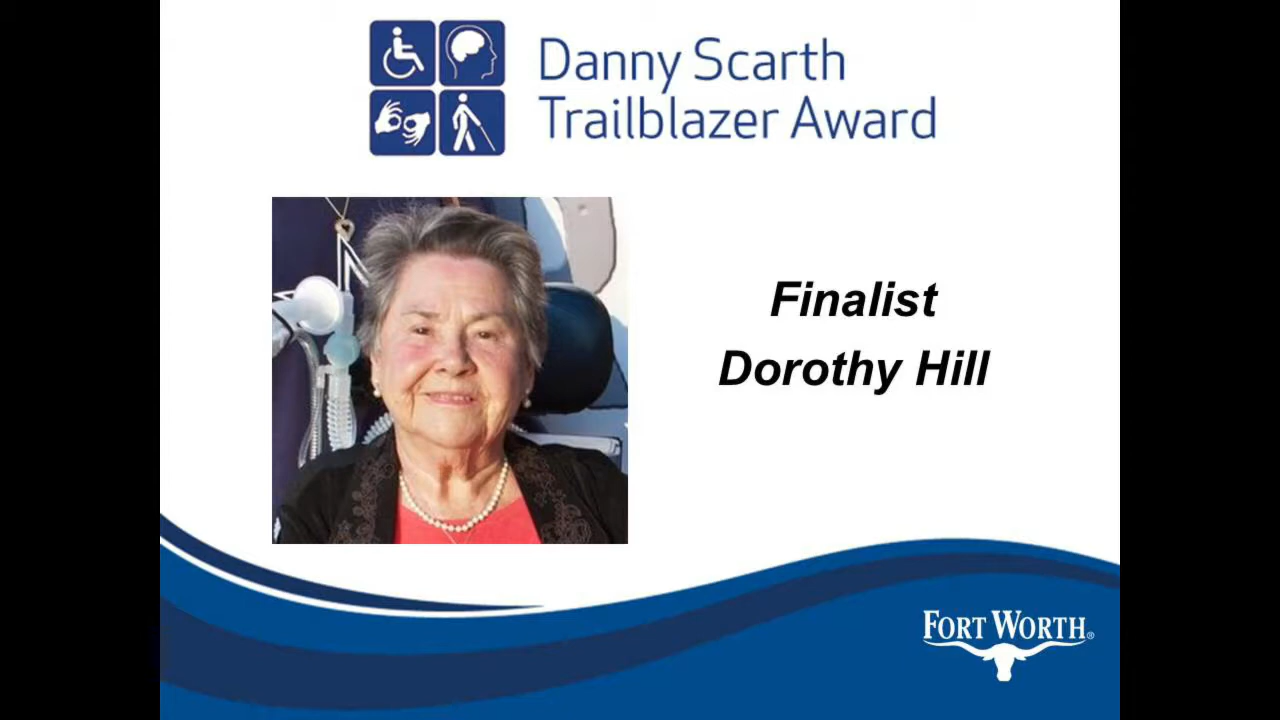 Danny Scarth
Trailblazer Award
Finalist
Dorothy Hill
FORT WORTH®